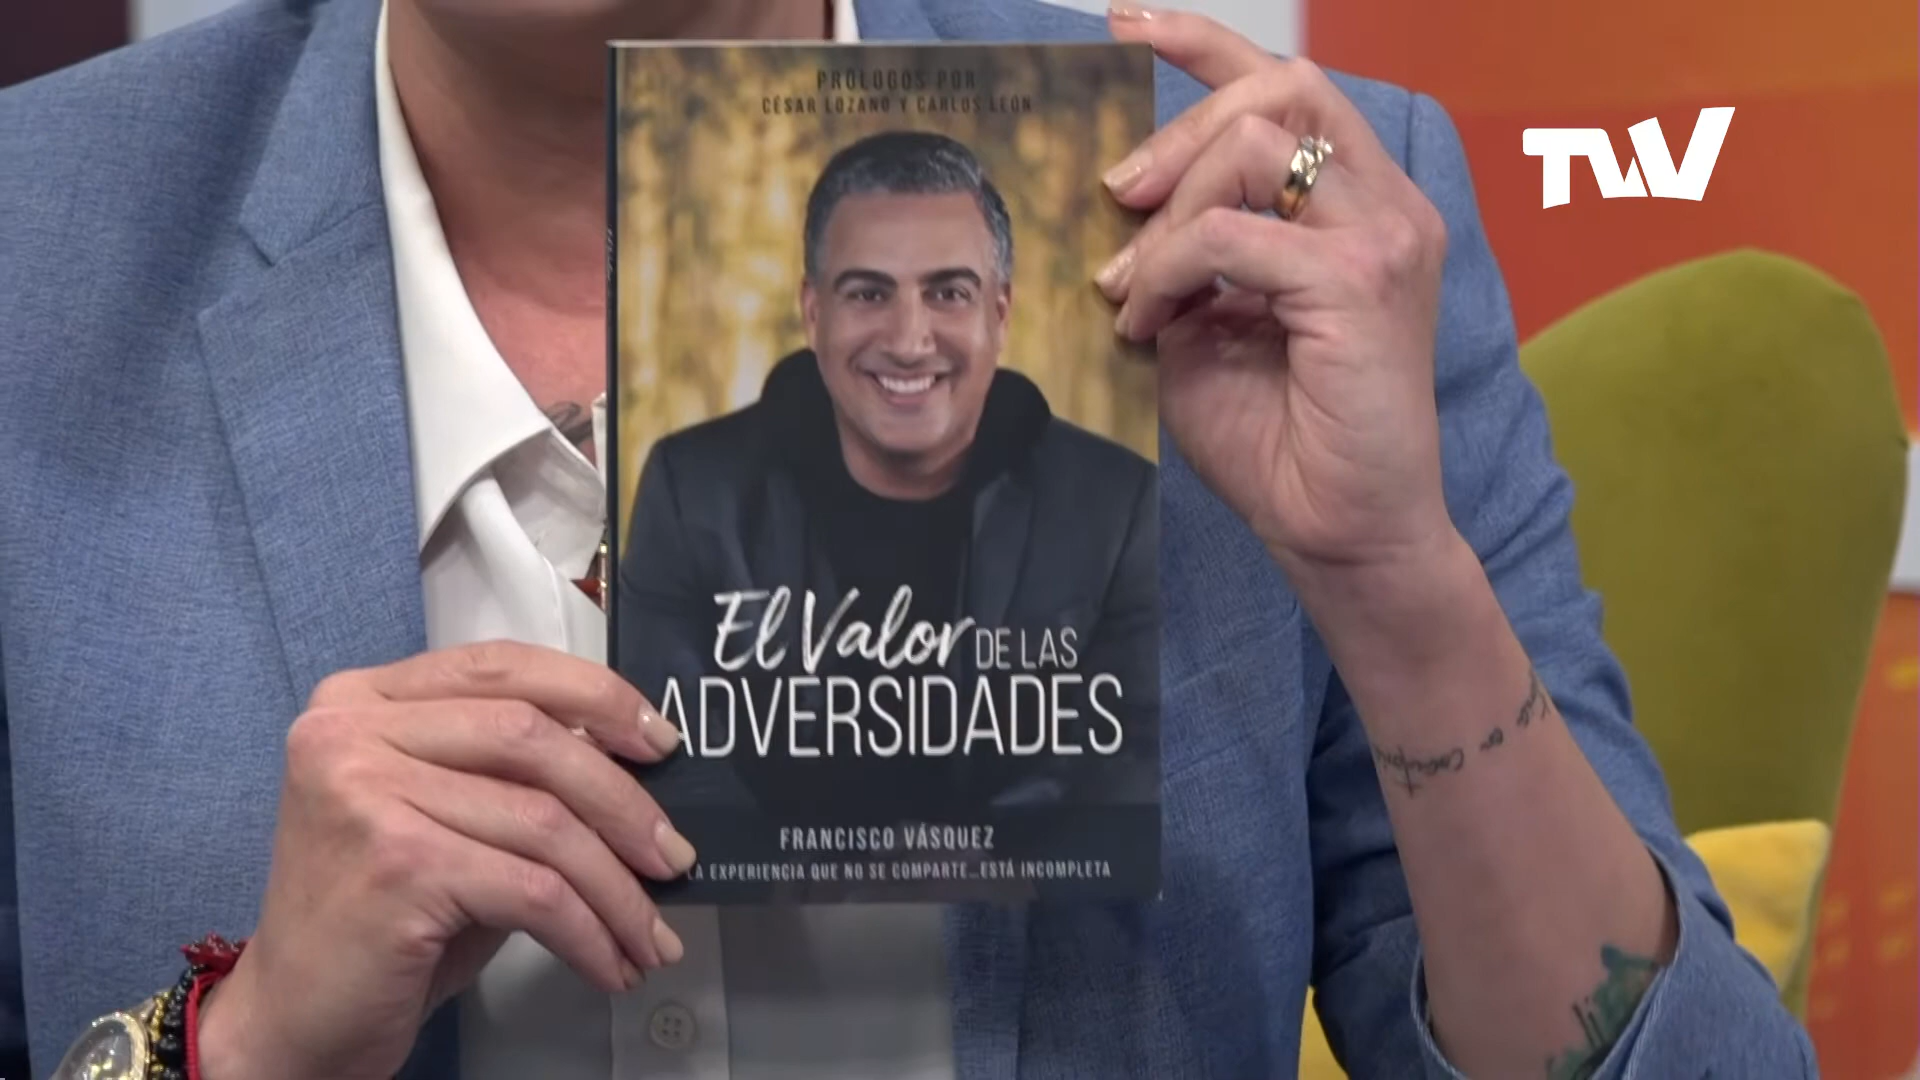 PRÓLOGOS POR
CÉSAR LOZANO Y CARLOS LEÓN
TVV
El Valor DE LAS
ADVERSIDADES
FRANCISCO VÁSQUEZ
LA EXPERIENCIA QUE NO SE COMPARTE...ESTÁ INCOMPLETA